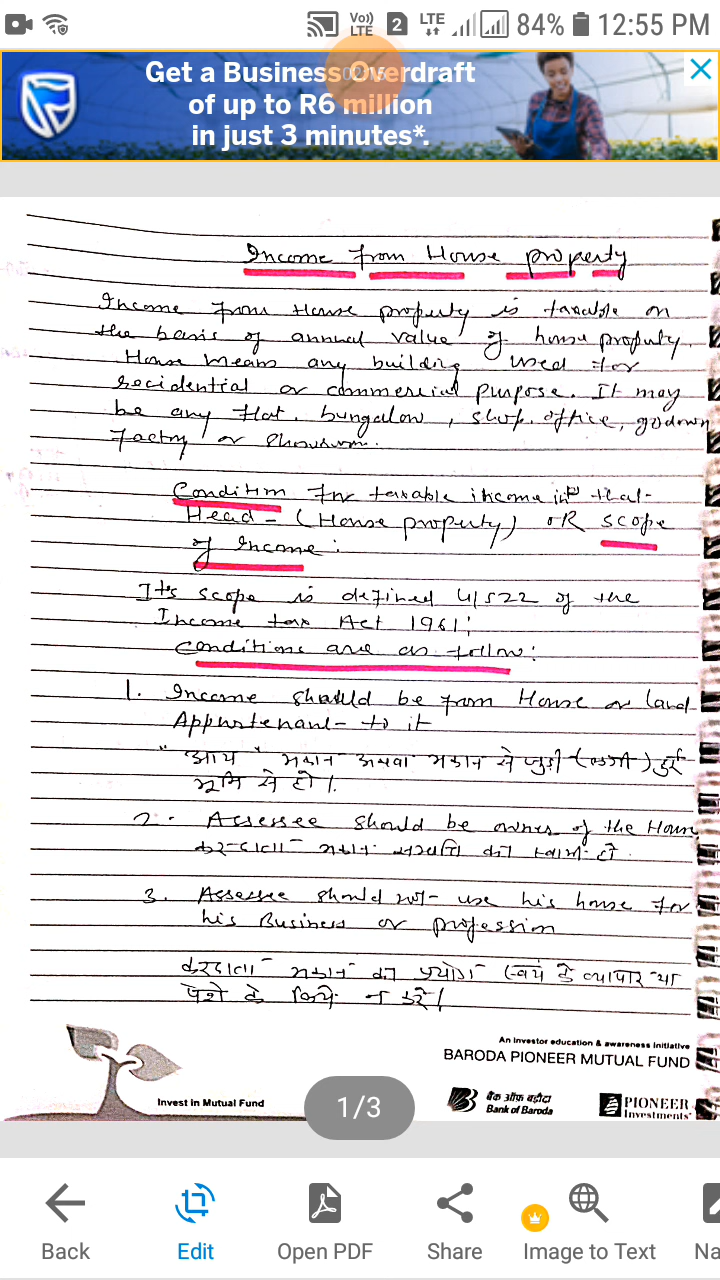 Vo)) LTE 2 LTE 84% 12:55 PM
Get a Business Overdraft
of up to R6 million
in just 3 minutes*.
Income from House property
Income from House property is taxable on
the basis of annual value of house property.
House means any building used for
recidential or commercial purpose. It may
be any flat, bungalow, shop, office, godown
factry or Showroom.
Condition for taxable income in that
Head - (House property) OR scope
of Income:
It's scope is defined u/s 22 of the
Income tax Act 1961;
Conditions are as follow:
1. Income should be from House or land
Appurtenant to it
"आय" मकान अथवा मकान से जुड़ी (लगी) हुई
भूमि से हो।
2. Assessee should be owner of the House
करदाता मकान सम्पत्ति का स्वामी हो.
3. Assessee should not use his house for
his Business or profession
करदाता मकान का प्रयोग स्वयं के व्यापार या
पेशे के लिये न करें।
An investor education & awareness initiative
BARODA PIONEER MUTUAL FUND
Invest in Mutual Fund
1/3
बैंक ऑफ़ बड़ौदा
Bank of Baroda
PIONEER
Investments
Back Edit Open PDF Share Image to Text Na